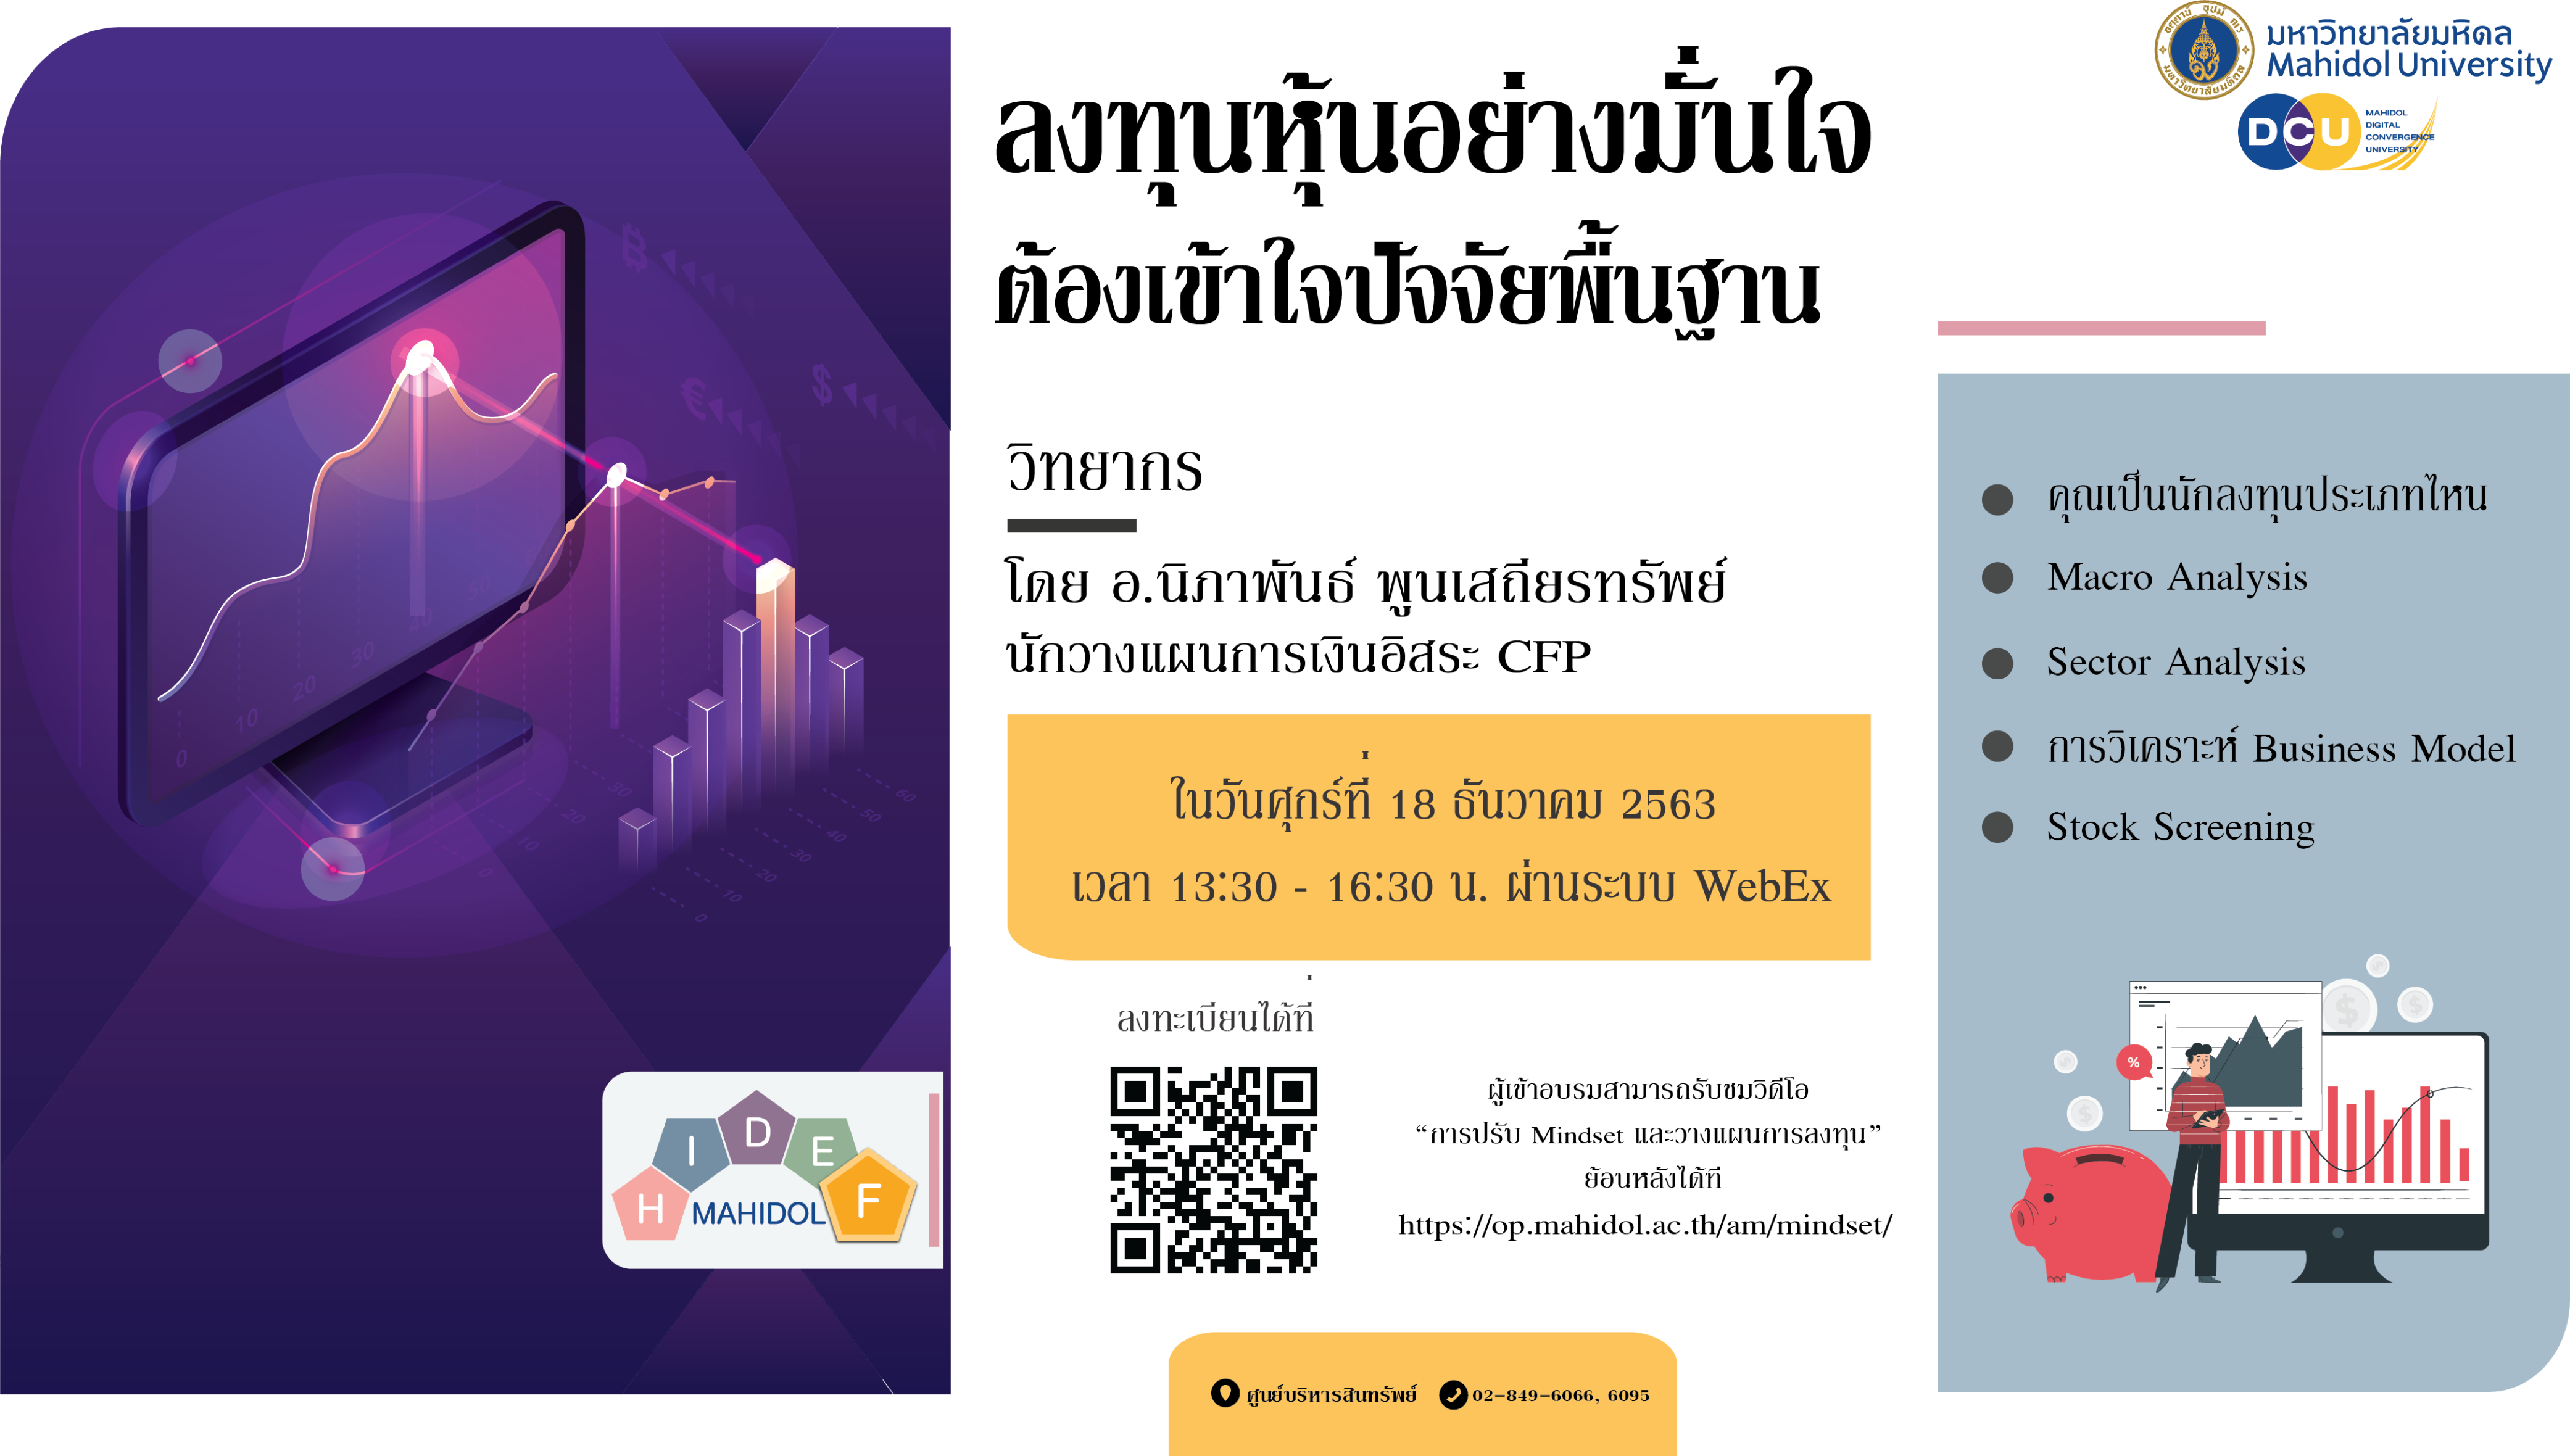 มหาวิทยาลัยมหิดล
Mahidol University
DCU
MAHIDOL
DIGITAL
CONVERGENCE
UNIVERSITY
ลงทุนหุ้นอย่างมั่นใจ
ต้องเข้าใจปัจจัยพื้นฐาน
วิทยากร
โดย อ.นิภาพันธ์ พูนเสถียรทรัพย์
นักวางแผนการเงินอิสระ CFP
ในวันศุกร์ที่ 18 ธันวาคม 2563
เวลา 13:30 - 16:30 น. ผ่านระบบ WebEx
ลงทะเบียนได้ที่
ผู้เข้าอบรมสามารถรับชมวิดีโอ
“การปรับ Mindset และวางแผนการลงทุน”
ย้อนหลังได้ที่
https://op.mahidol.ac.th/am/mindset/
ศูนย์บริหารสินทรัพย์ 02-849-6066, 6095
คุณเป็นนักลงทุนประเภทไหน
Macro Analysis
Sector Analysis
การวิเคราะห์ Business Model
Stock Screening
H I D E F
MAHIDOL